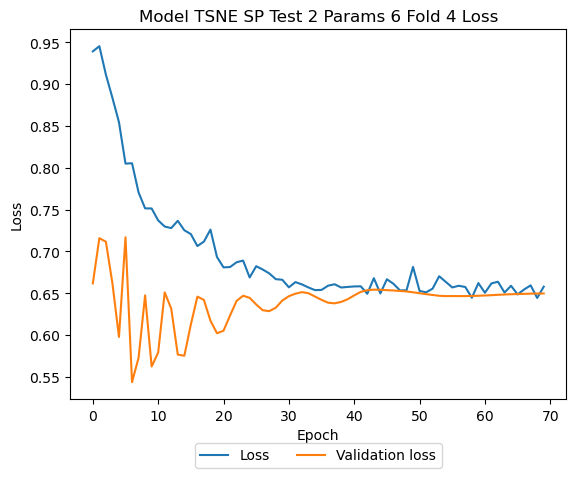 Model TSNE SP Test 2 Params 6 Fold 4 Loss
0.95
0.90
0.85
0.80
0.75
0.70
0.65
0.60
0.55
Loss
0 10 20 30 40 50 60 70
Epoch
Loss Validation loss